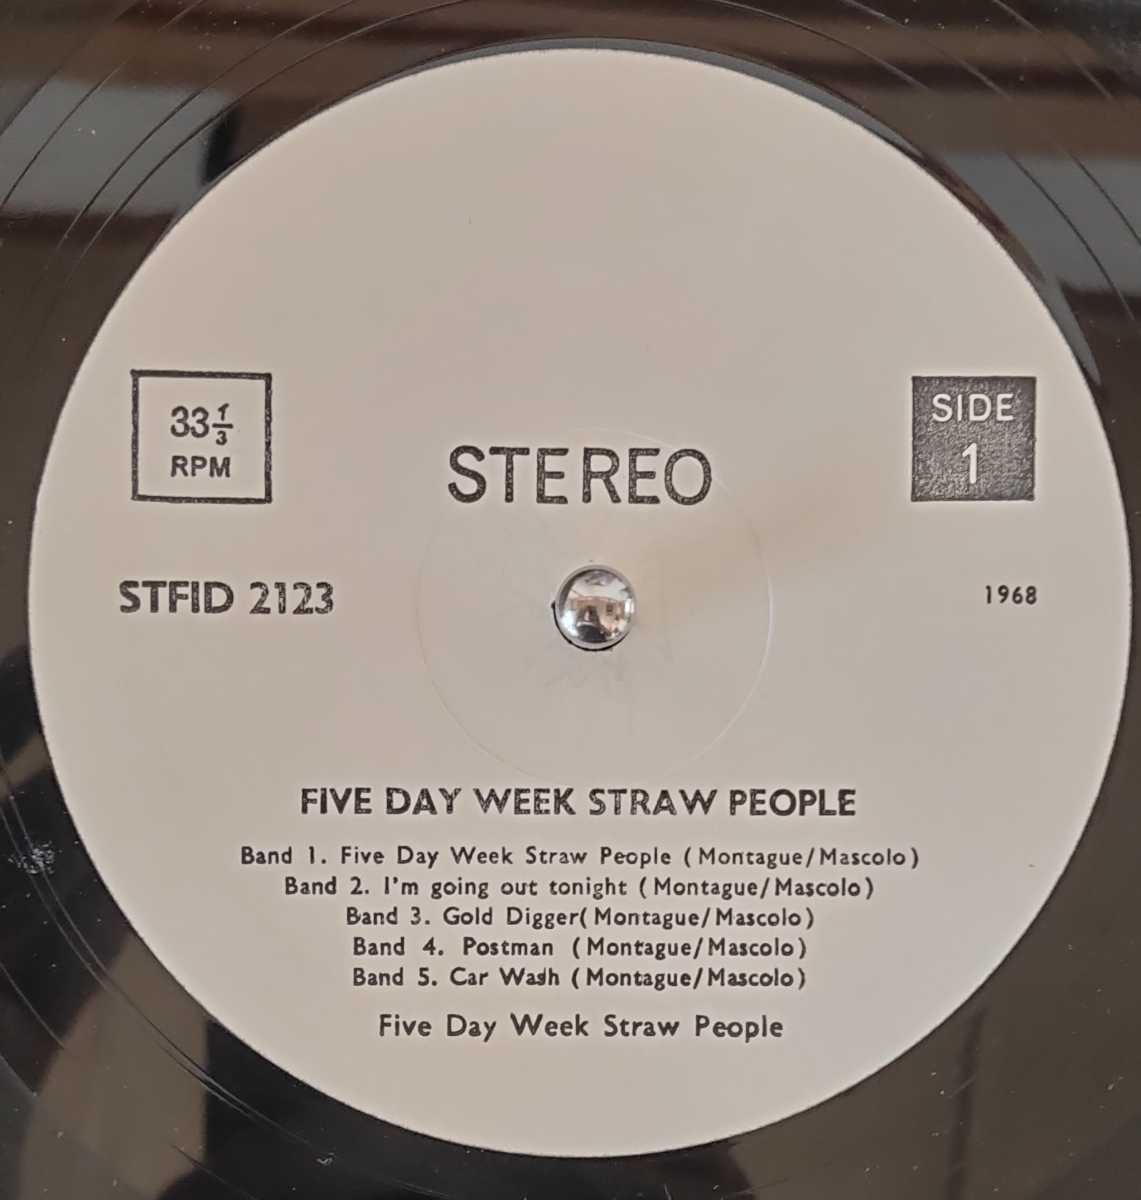 33 1/3
RPM
STEREO
SIDE
1
STFID 2123
1968
FIVE DAY WEEK STRAW PEOPLE
Band 1. Five Day Week Straw People (Montague/Mascolo)
Band 2. I'm going out tonight (Montague/Mascolo)
Band 3. Gold Digger(Montague/Mascolo)
Band 4. Postman (Montague/Mascolo)
Band 5. Car Wash (Montague/Mascolo)
Five Day Week Straw People